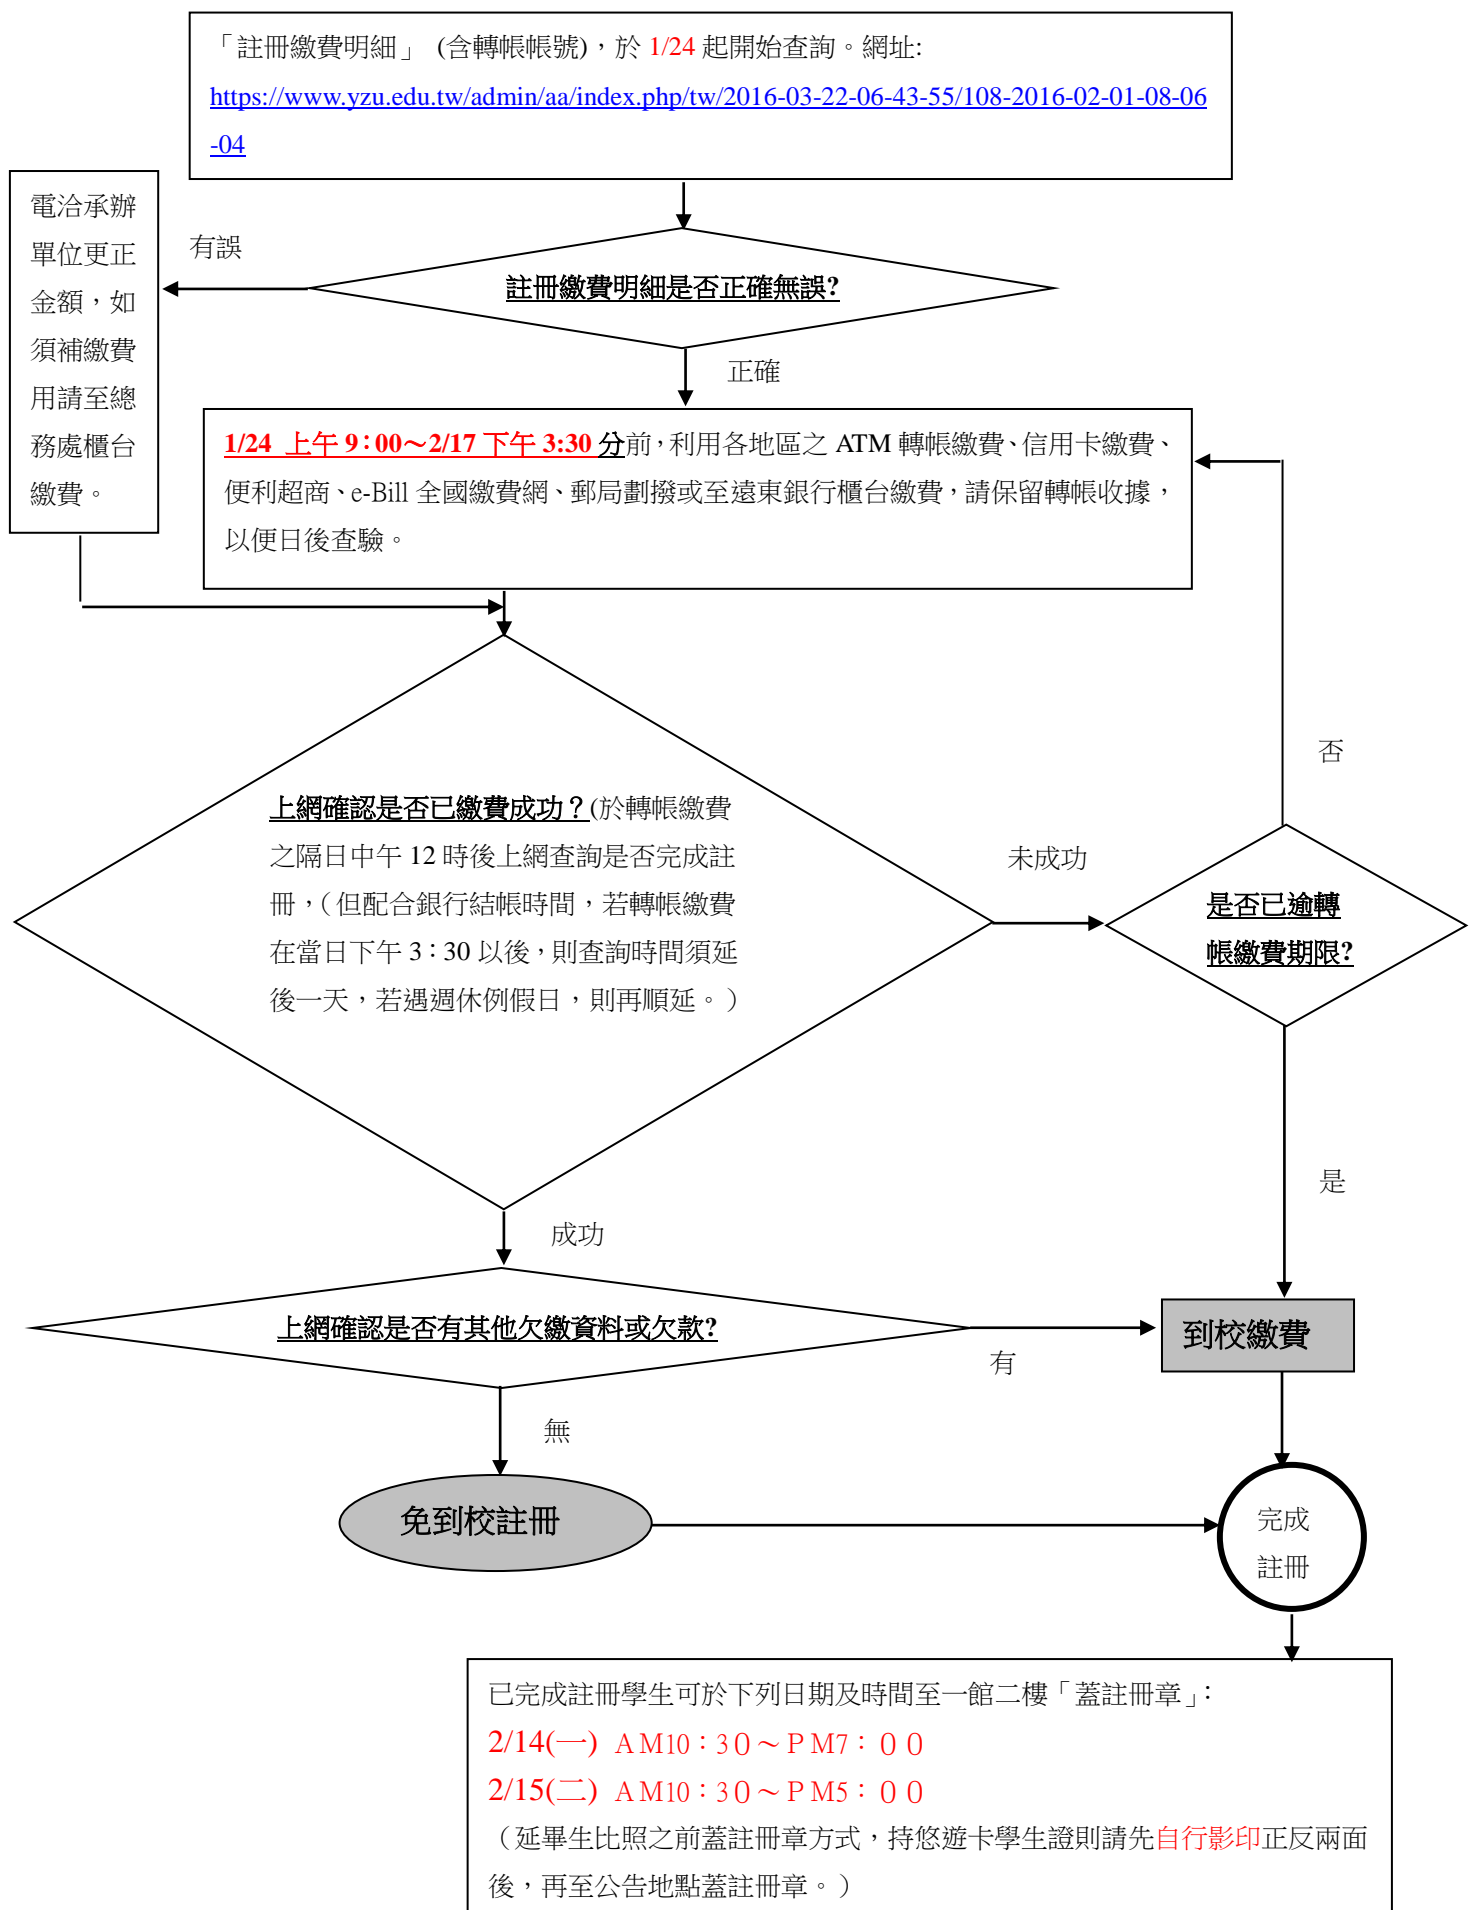 「註冊繳費明細」 (含轉帳帳號)，於 1/24 起開始查詢。網址:
https://www.yzu.edu.tw/admin/aa/index.php/tw/2016-03-22-06-43-55/108-2016-02-01-08-06
-04
電洽承辦
單位更正
金額，如
須補繳費
用請至總
務處櫃台
繳費。
有誤
註冊繳費明細是否正確無誤?
正確
1/24 上午 9：00～2/17 下午 3:30 分前，利用各地區之 ATM 轉帳繳費、信用卡繳費、
便利超商、e-Bill 全國繳費網、郵局劃撥或至遠東銀行櫃台繳費，請保留轉帳收據，
以便日後查驗。
否
上網確認是否已繳費成功？(於轉帳繳費
之隔日中午 12 時後上網查詢是否完成註
冊，（但配合銀行結帳時間，若轉帳繳費
在當日下午 3：30 以後，則查詢時間須延
後一天，若遇週休例假日，則再順延。）
未成功
是否已逾轉
帳繳費期限?
是
成功
上網確認是否有其他欠繳資料或欠款?
有
到校繳費
無
免到校註冊
完成
註冊
已完成註冊學生可於下列日期及時間至一館二樓「蓋註冊章」：
2/14(一) ＡM10：3０～ＰM7：００
2/15(二) ＡM10：3０～ＰM5：００
（延畢生比照之前蓋註冊章方式，持悠遊卡學生證則請先自行影印正反兩面
後，再至公告地點蓋註冊章。）